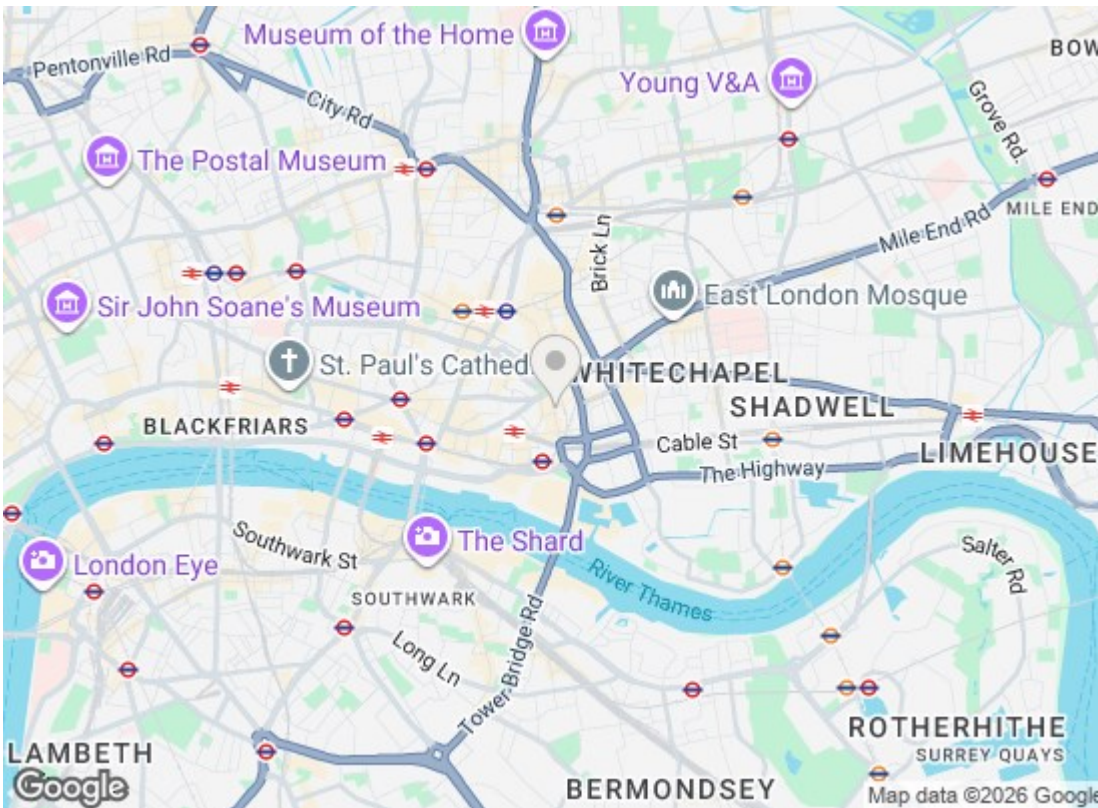 Museum of the Home
Pentonville Rd
BOW
Young V&A
City Rd
Grove Rd.
The Postal Museum
MILE END
Brick Ln
Mile End Rd
East London Mosque
Sir John Soane's Museum
St. Paul's Cathed
WHITECHAPEL
SHADWELL
BLACKFRIARS
Cable St
LIMEHOUSE
The Highway
Southwark St
The Shard
Salter Rd
London Eye
River Thames
SOUTHWARK
Long Ln
Tower Bridge Rd
ROTHERHITHE
SURREY QUAYS
LAMBETH
BERMONDSEY
Google
Map data ©2026 Google